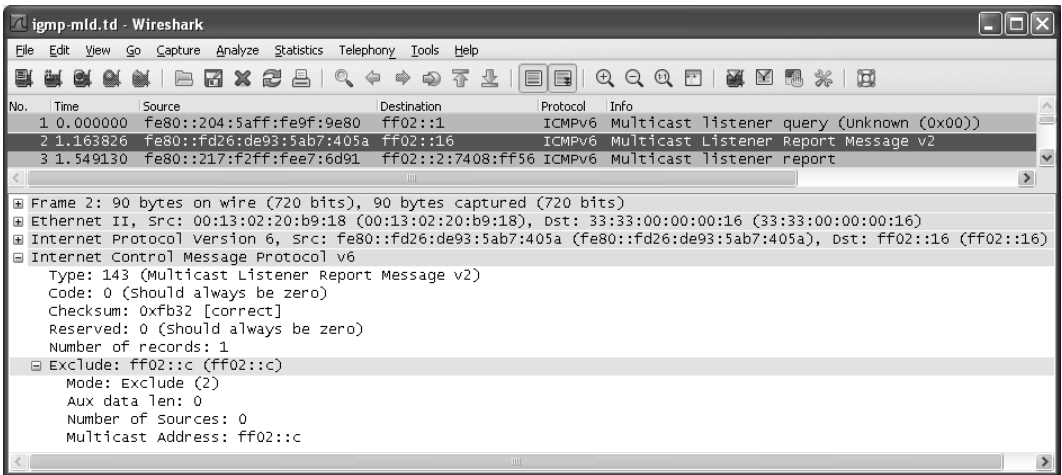 igmp-mld.td - Wireshark
File Edit View Go Capture Analyze Statistics Telephony Tools Help
No. Time Source Destination Protocol Info
1 0.000000 fe80::204:5aff:fe9f:9e80 ff02::1 ICMPv6 Multicast listener query (Unknown (0x00))
2 1.163826 fe80::fd26:de93:5ab7:405a ff02::16 ICMPv6 Multicast Listener Report Message v2
3 1.549130 fe80::217:f2ff:fee7:6d91 ff02::2:7408:ff56 ICMPv6 Multicast listener report
Frame 2: 90 bytes on wire (720 bits), 90 bytes captured (720 bits)
Ethernet II, Src: 00:13:02:20:b9:18 (00:13:02:20:b9:18), Dst: 33:33:00:00:00:16 (33:33:00:00:00:16)
Internet Protocol Version 6, Src: fe80::fd26:de93:5ab7:405a (fe80::fd26:de93:5ab7:405a), Dst: ff02::16 (ff02::16)
Internet Control Message Protocol v6
Type: 143 (Multicast Listener Report Message v2)
Code: 0 (Should always be zero)
Checksum: 0xfb32 [correct]
Reserved: 0 (Should always be zero)
Number of records: 1
Exclude: ff02::c (ff02::c)
Mode: Exclude (2)
Aux data len: 0
Number of Sources: 0
Multicast Address: ff02::c